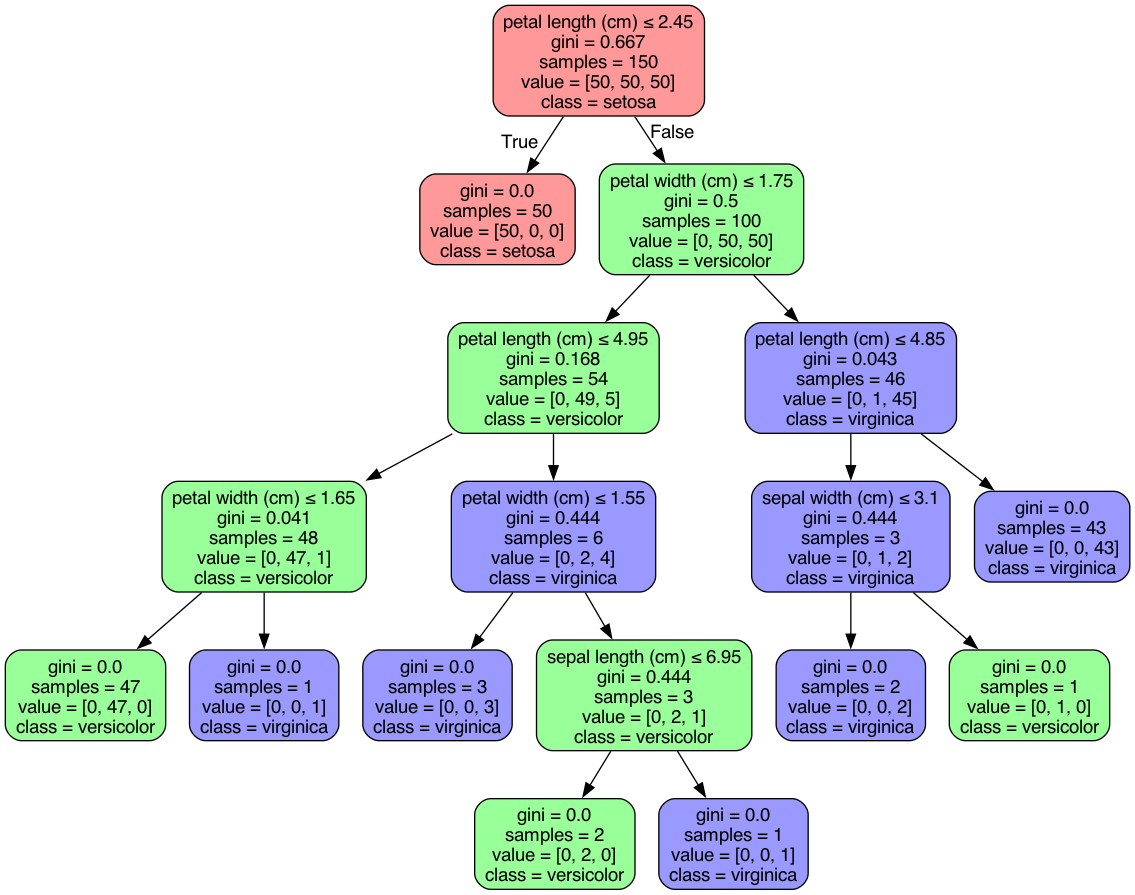 petal length (cm) ≤ 2.45
gini = 0.667
samples = 150
value = [50, 50, 50]
class = setosa
True
False
gini = 0.0
samples = 50
value = [50, 0, 0]
class = setosa
petal width (cm) ≤ 1.75
gini = 0.5
samples = 100
value = [0, 50, 50]
class = versicolor
petal length (cm) ≤ 4.95
gini = 0.168
samples = 54
value = [0, 49, 5]
class = versicolor
petal length (cm) ≤ 4.85
gini = 0.043
samples = 46
value = [0, 1, 45]
class = virginica
petal width (cm) ≤ 1.65
gini = 0.041
samples = 48
value = [0, 47, 1]
class = versicolor
petal width (cm) ≤ 1.55
gini = 0.444
samples = 6
value = [0, 2, 4]
class = virginica
sepal width (cm) ≤ 3.1
gini = 0.444
samples = 3
value = [0, 1, 2]
class = virginica
gini = 0.0
samples = 43
value = [0, 0, 43]
class = virginica
gini = 0.0
samples = 47
value = [0, 47, 0]
class = versicolor
gini = 0.0
samples = 1
value = [0, 0, 1]
class = virginica
gini = 0.0
samples = 3
value = [0, 0, 3]
class = virginica
sepal length (cm) ≤ 6.95
gini = 0.444
samples = 3
value = [0, 2, 1]
class = versicolor
gini = 0.0
samples = 2
value = [0, 0, 2]
class = virginica
gini = 0.0
samples = 1
value = [0, 1, 0]
class = versicolor
gini = 0.0
samples = 2
value = [0, 2, 0]
class = versicolor
gini = 0.0
samples = 1
value = [0, 0, 1]
class = virginica